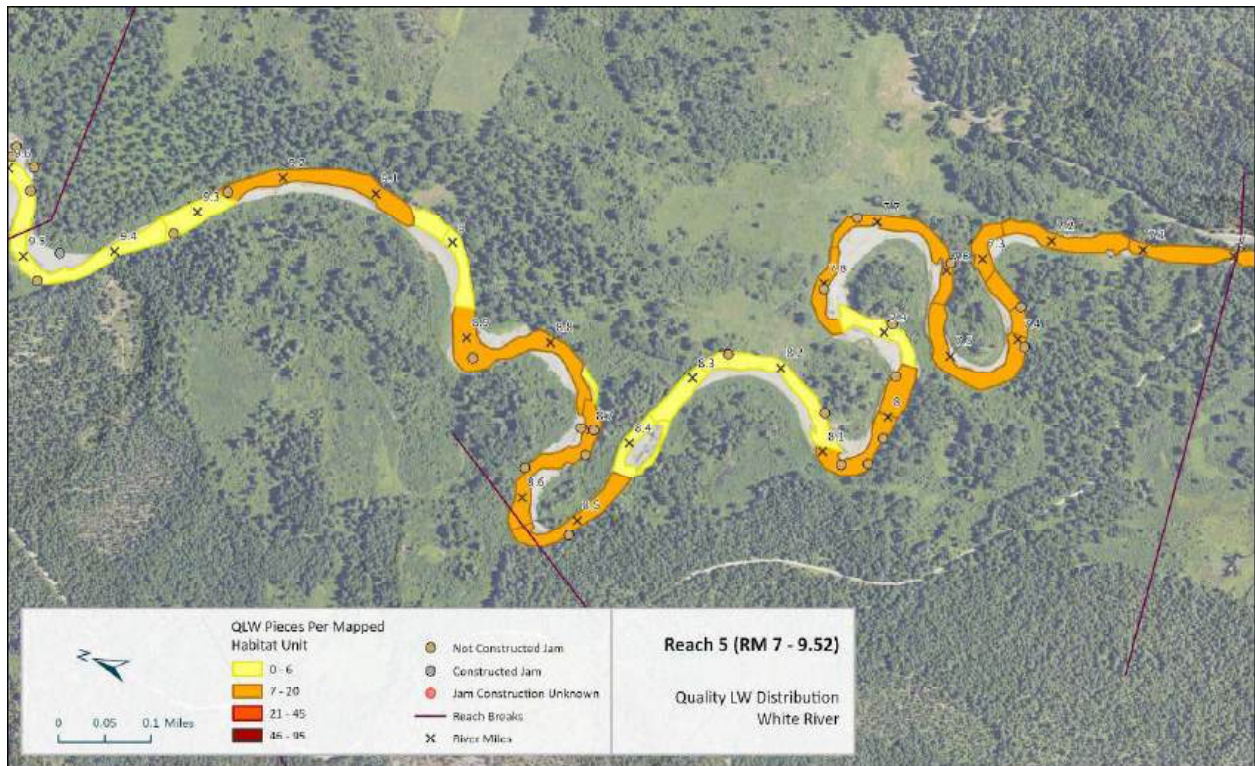 9.5
9.4
9.3
9.2
9.1
9
8.9
8.8
8.7
8.6
8.5
8.4
8.3
8.2
8.1
8
7.9
7.8
7.7
7.6
7.5
7.4
7.3
7.2
7.1
7
N
0 0.05 0.1 Miles
QLW Pieces Per Mapped
Habitat Unit
0 - 6
7 - 20
21 - 45
46 - 95
Not Constructed Jam
Constructed Jam
Jam Construction Unknown
Reach Breaks
River Miles
Reach 5 (RM 7 - 9.52)
Quality LW Distribution
White River